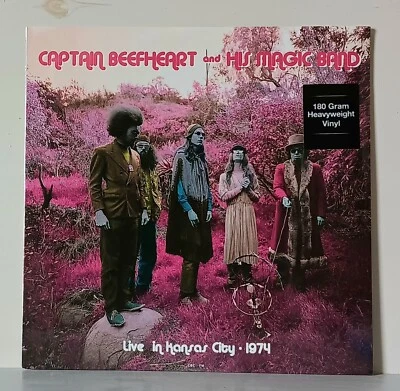 CAPTAIN BEEFHEART and HIS MAGIC BAND
180 Gram
Heavyweight
Vinyl
Live in Kansas City • 1974